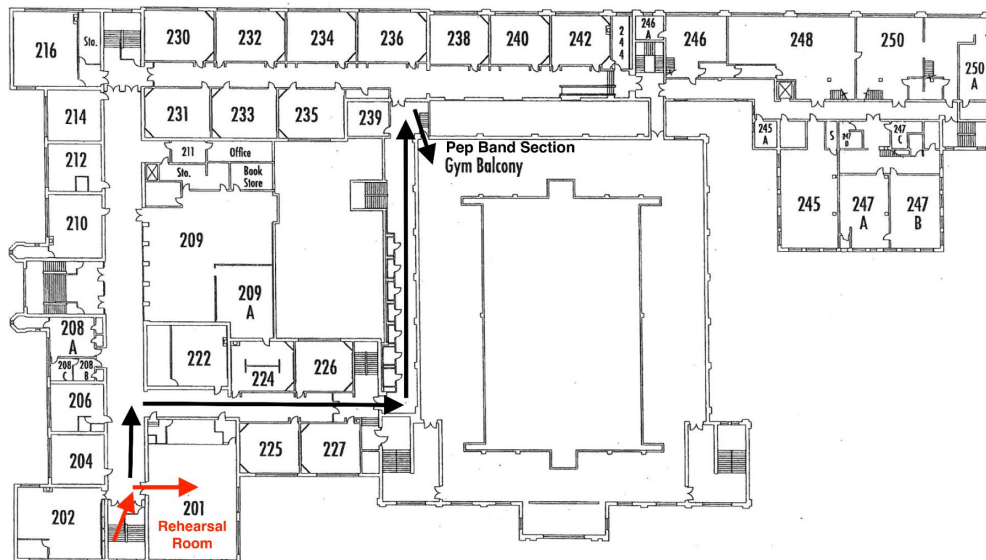 216
Sto.
230
232
234
236
238
240
242
244
246
A
246
248
250
250
A
214
231
233
235
239
245
A
S
247
D
247
C
Pep Band Section
Gym Balcony
212
211
Office
Sto.
Book
Store
210
209
245
247
A
247
B
209
A
208
A
208
C
208
B
222
224
226
206
225
227
204
202
201
Rehearsal
Room